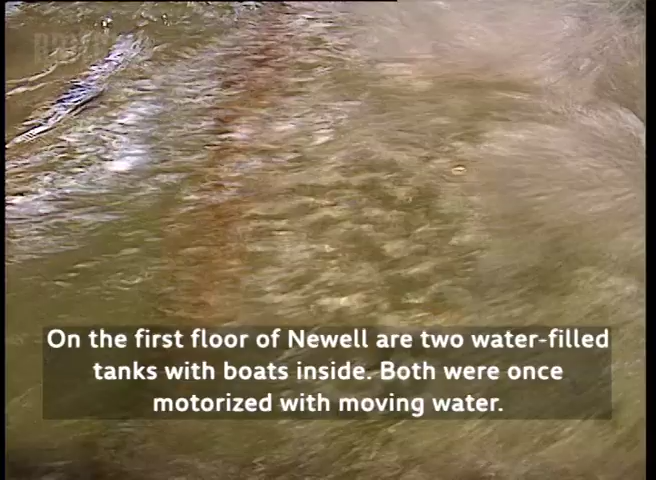 On the first floor of Newell are two water-filled
tanks with boats inside. Both were once
motorized with moving water.